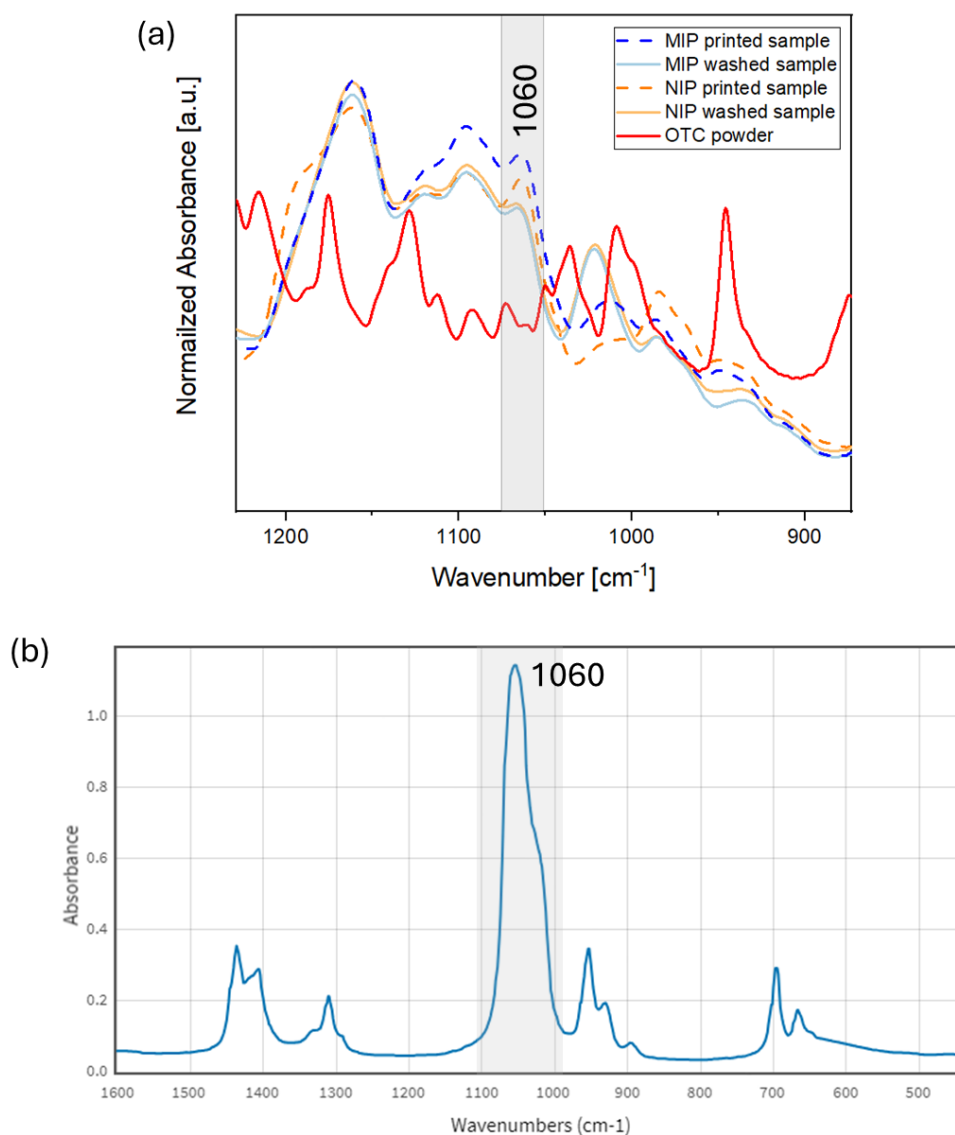 (a)
MIP printed sample
MIP washed sample
NIP printed sample
NIP washed sample
OTC powder
1060
Normalized Absorbance [a.u.]
1200 1100 1000 900
Wavenumber [cm-1]
(b)
1060
1.0
0.8
0.6
0.4
0.2
0.0
Absorbance
1600 1500 1400 1300 1200 1100 1000 900 800 700 600 500
Wavenumbers (cm-1)